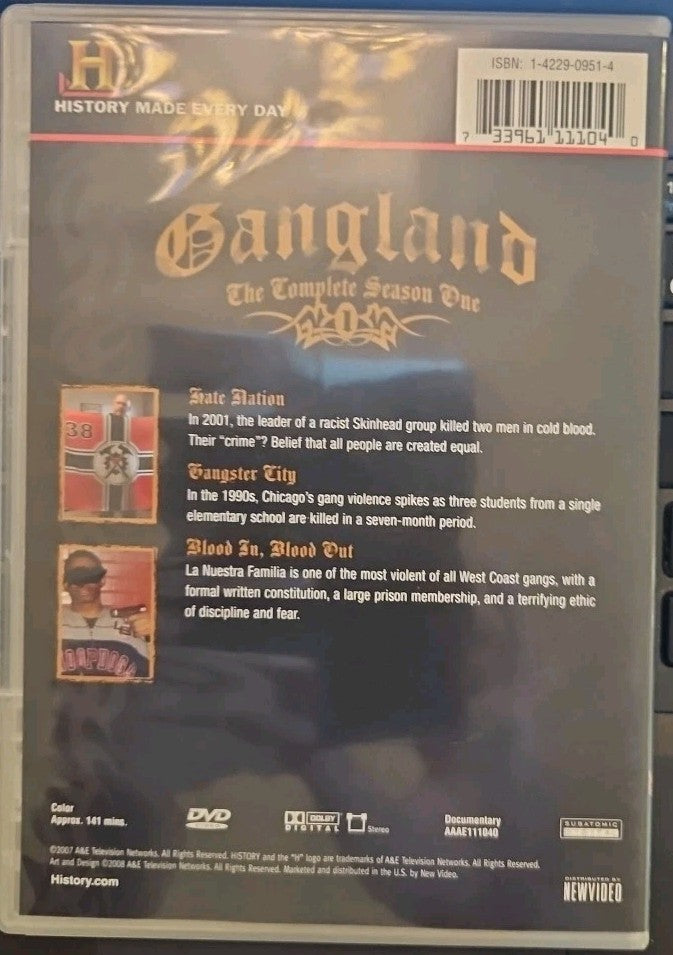 H
HISTORY MADE EVERY DAY
ISBN: 1-4229-0951-4
7 33961 11104 0
Gangland
The Complete Season One
1
Hate Nation
In 2001, the leader of a racist Skinhead group killed two men in cold blood.
Their "crime"? Belief that all people are created equal.
38
Gangster City
In the 1990s, Chicago's gang violence spikes as three students from a single
elementary school are killed in a seven-month period.
Blood In, Blood Out
La Nuestra Familia is one of the most violent of all West Coast gangs, with a
formal written constitution, a large prison membership, and a terrifying ethic
of discipline and fear.
Color
Approx. 141 mins.
DVD
VIDEO
DOLBY
DIGITAL
Stereo
Documentary
AAAE111040
SUBATOMIC
DIGITAL
©2007 A&E Television Networks. All Rights Reserved. HISTORY and the "H" logo are trademarks of A&E Television Networks. All Rights Reserved.
Art and Design ©2008 A&E Television Networks. All Rights Reserved. Marketed and distributed in the U.S. by New Video.
History.com
DISTRIBUTED BY
NEWVIDEO